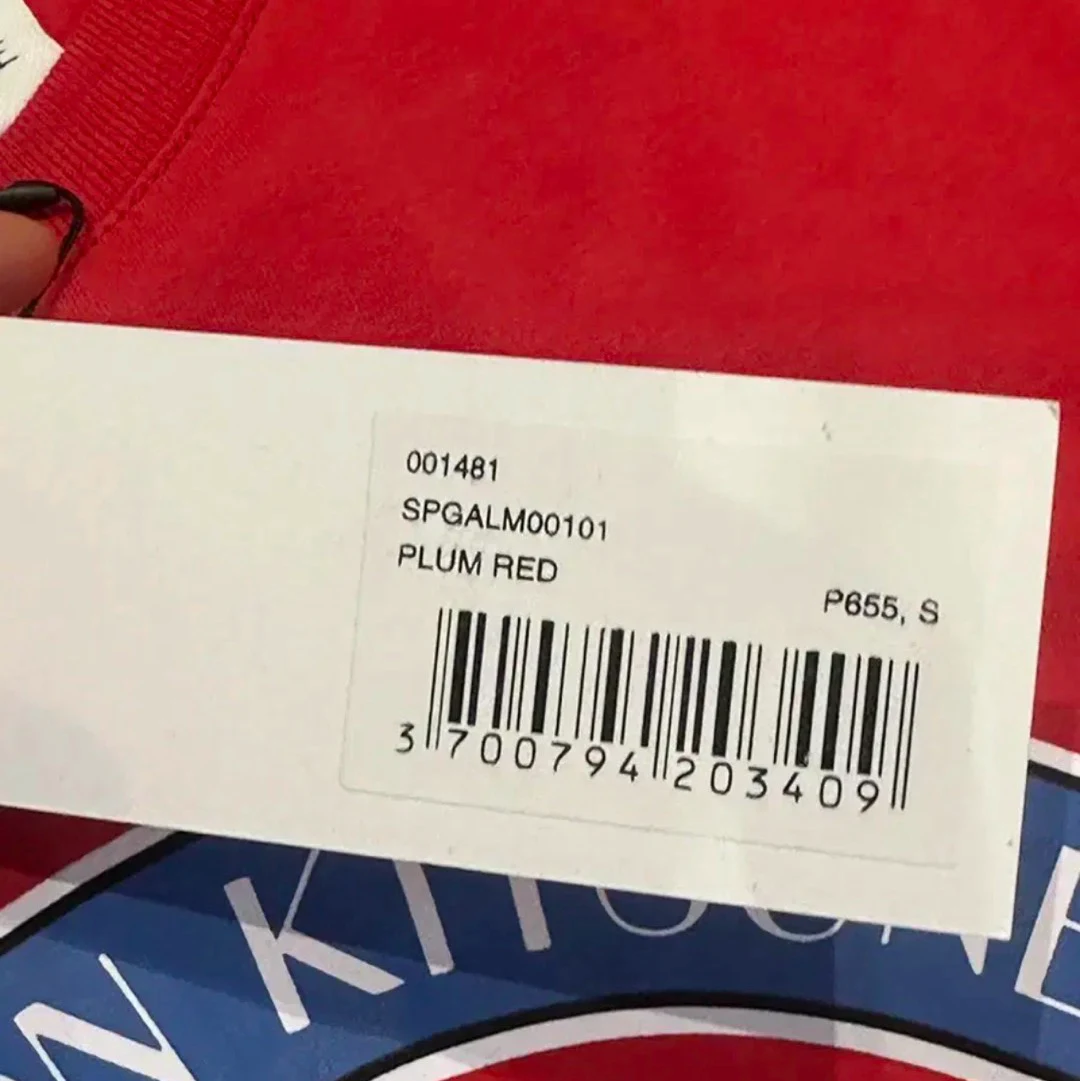 001481
SPGALM00101
PLUM RED
P655, S
3 700794 203409